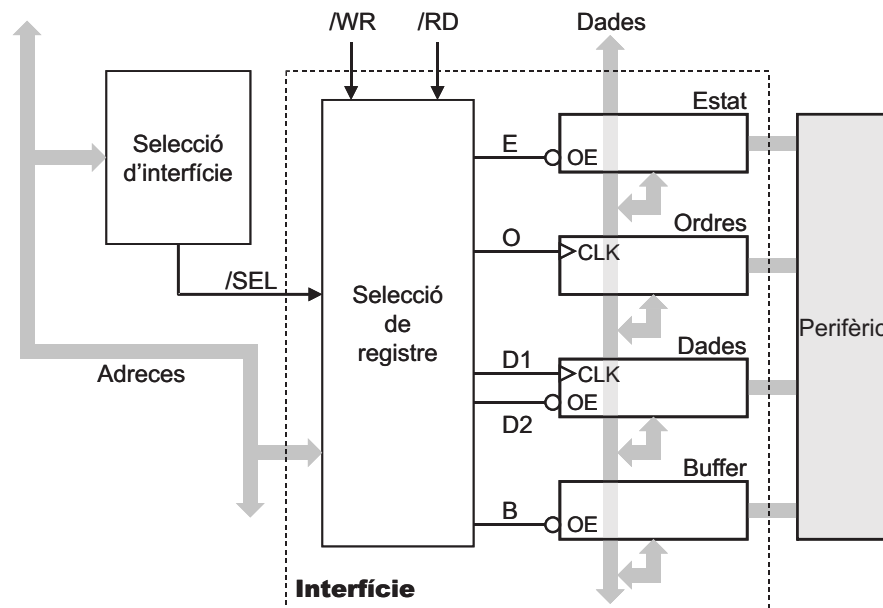 /WR
/RD
Dades
Selecció
d'interfície
/SEL
Adreces
Selecció
de
registre
E
OE
Estat
O
CLK
Ordres
D1
CLK
Dades
OE
D2
B
OE
Buffer
Perifèric
Interfície